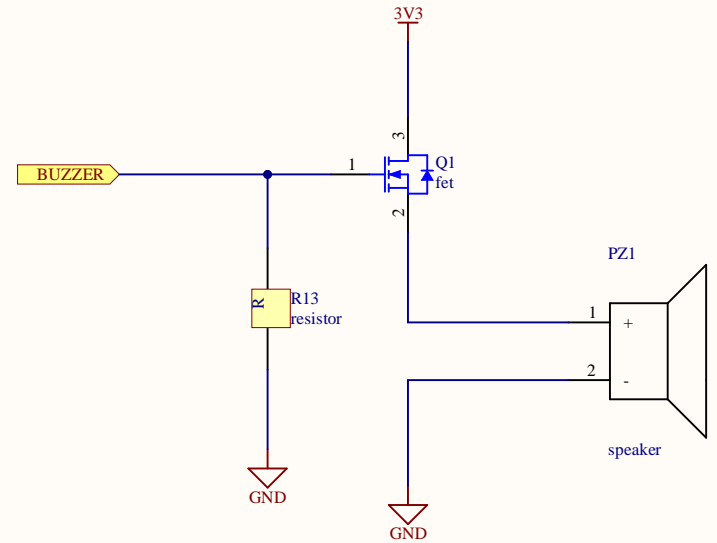 3V3
3
BUZZER
1
Q1
fet
2
PZ1
R
R13
resistor
1
+
2
-
speaker
GND
GND